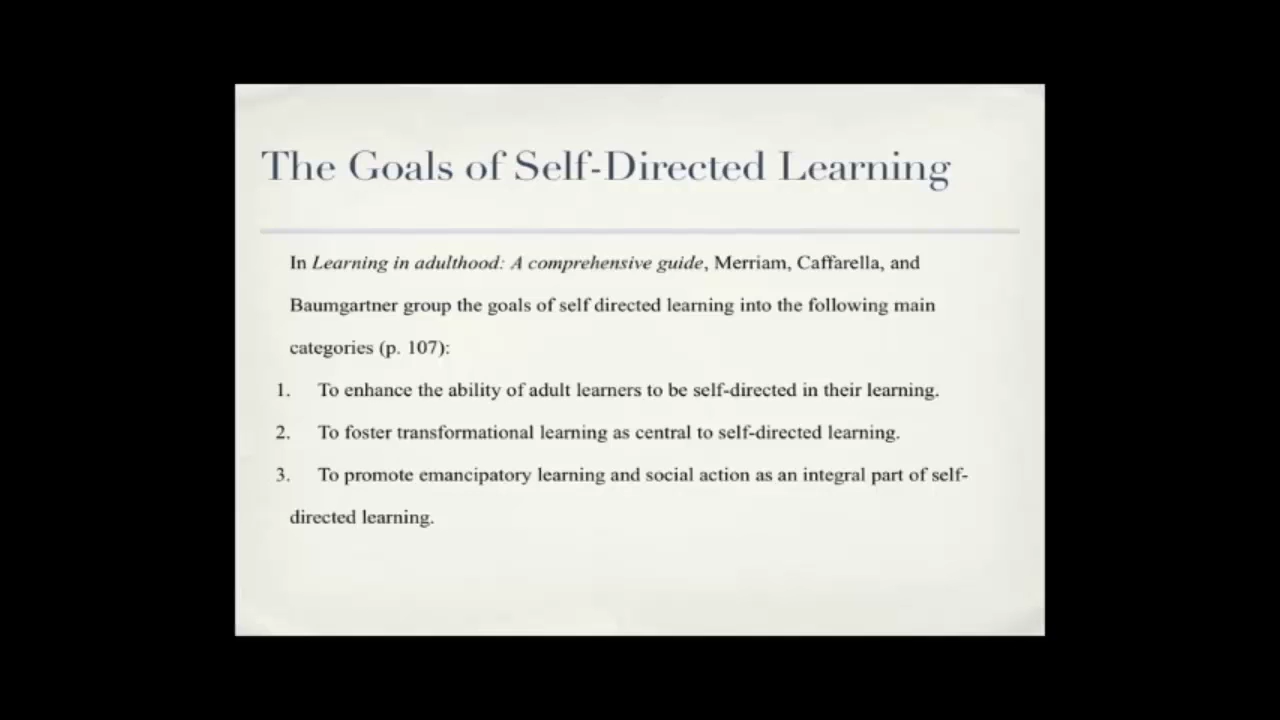 The Goals of Self-Directed Learning
In Learning in adulthood: A comprehensive guide, Merriam, Caffarella, and
Baumgartner group the goals of self directed learning into the following main
categories (p. 107):
1. To enhance the ability of adult learners to be self-directed in their learning.
2. To foster transformational learning as central to self-directed learning.
3. To promote emancipatory learning and social action as an integral part of self-
directed learning.